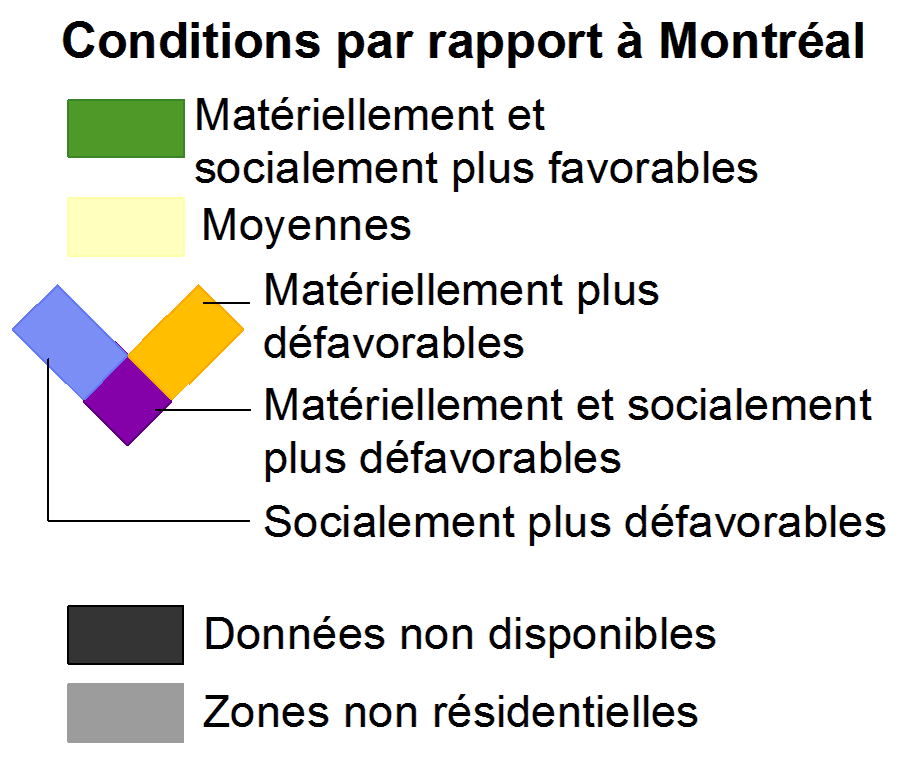 Conditions par rapport à Montréal
Matériellement et
socialement plus favorables
Moyennes
Matériellement plus
défavorables
Matériellement et socialement
plus défavorables
Socialement plus défavorables
Données non disponibles
Zones non résidentielles